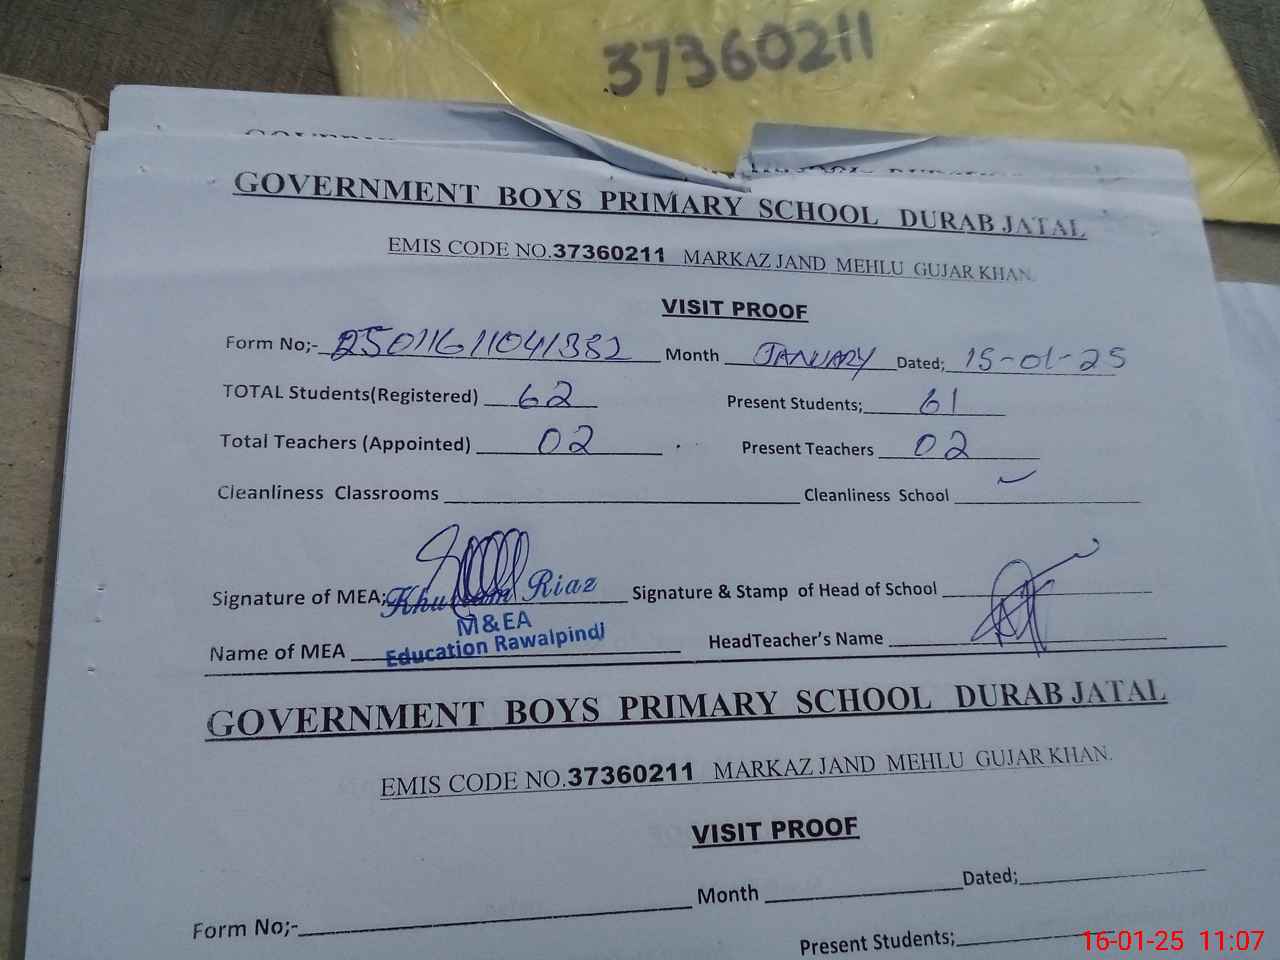 37360211
GOVERNMENT BOYS PRIMARY SCHOOL DURAB JATAL
EMIS CODE NO.37360211 MARKAZ JAND MEHLU GUJAR KHAN.
VISIT PROOF
Form No;- 25011611041382 Month JANUARY Dated; 15-01-25
TOTAL Students(Registered) 62 Present Students; 61
Total Teachers (Appointed) 02 Present Teachers 02
Cleanliness Classrooms Cleanliness School
Signature of MEA; Khurram Riaz Signature & Stamp of Head of School
M&EA
Name of MEA Education Rawalpindi HeadTeacher's Name
GOVERNMENT BOYS PRIMARY SCHOOL DURAB JATAL
EMIS CODE NO.37360211 MARKAZ JAND MEHLU GUJAR KHAN.
VISIT PROOF
Form No;- Month Dated;
Present Students;
16-01-25 11:07